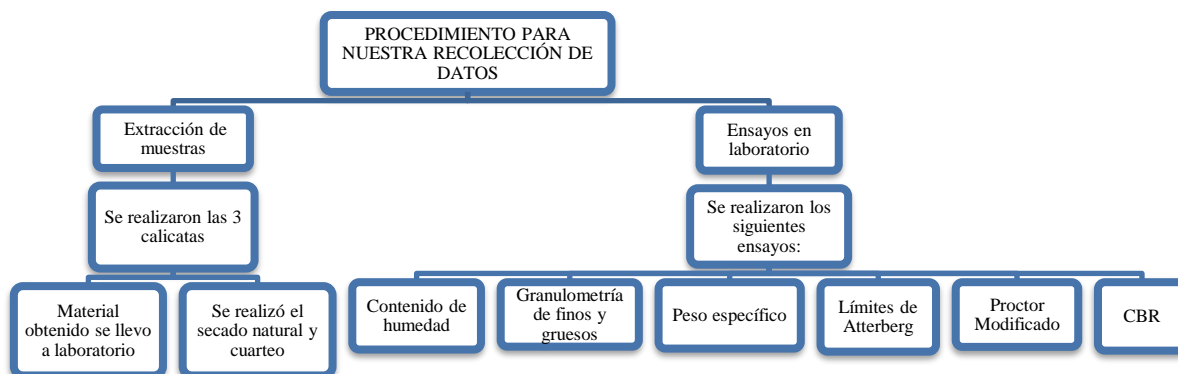 PROCEDIMIENTO PARA
NUESTRA RECOLECCIÓN DE
DATOS
Extracción de
muestras
Ensayos en
laboratorio
Se realizaron las 3
calicatas
Se realizaron los
siguientes
ensayos:
Material
obtenido se llevo
a laboratorio
Se realizó el
secado natural y
cuarteo
Contenido de
humedad
Granulometría
de finos y
gruesos
Peso específico
Límites de
Atterberg
Proctor
Modificado
CBR